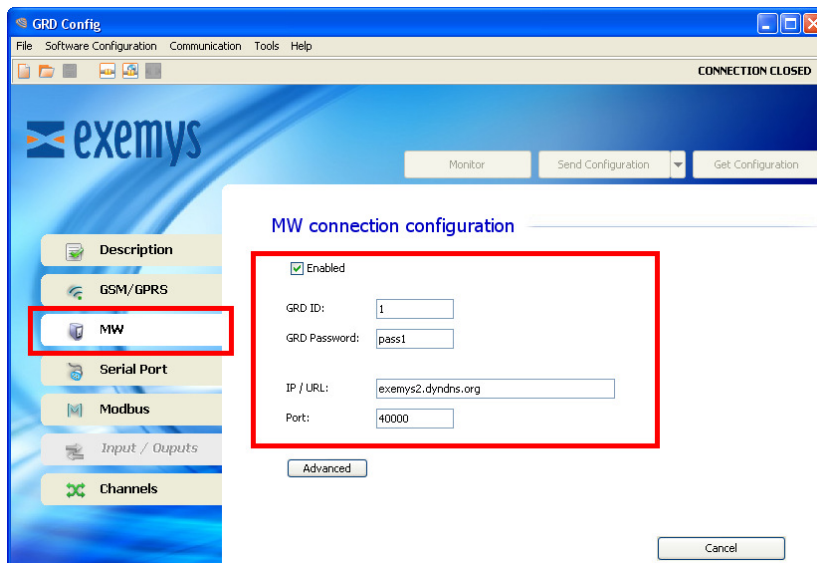 GRD Config
File Software Configuration Communication Tools Help
CONNECTION CLOSED
exemys
Monitor Send Configuration Get Configuration
MW connection configuration
Description
Enabled
GSM/GPRS
GRD ID: 1
MW
GRD Password: pass1
Serial Port
IP / URL: exemys2.dyndns.org
Modbus
Port: 40000
Input / Ouputs
Advanced
Channels
Cancel